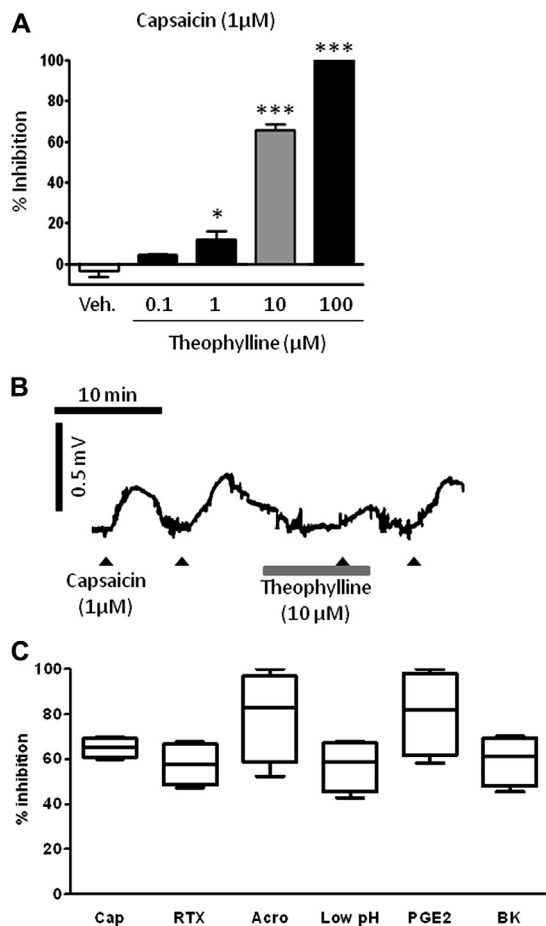 A
Capsaicin (1μM)
% Inhibition
100
80
60
40
20
0
*
***
***
Veh. 0.1 1 10 100
Theophylline (μM)
B
10 min
0.5 mV
Capsaicin
(1μM)
Theophylline
(10 μM)
C
% inhibition
100
80
60
40
20
0
Cap RTX Acro Low pH PGE2 BK